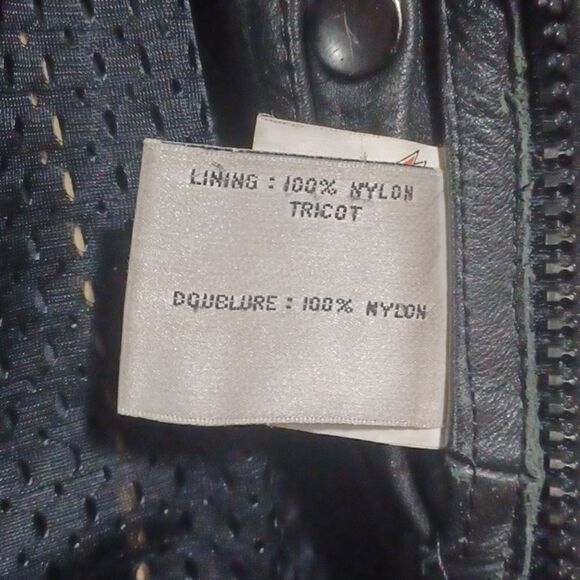 LINING : 100% NYLON
TRICOT
DOUBLURE : 100% NYLON